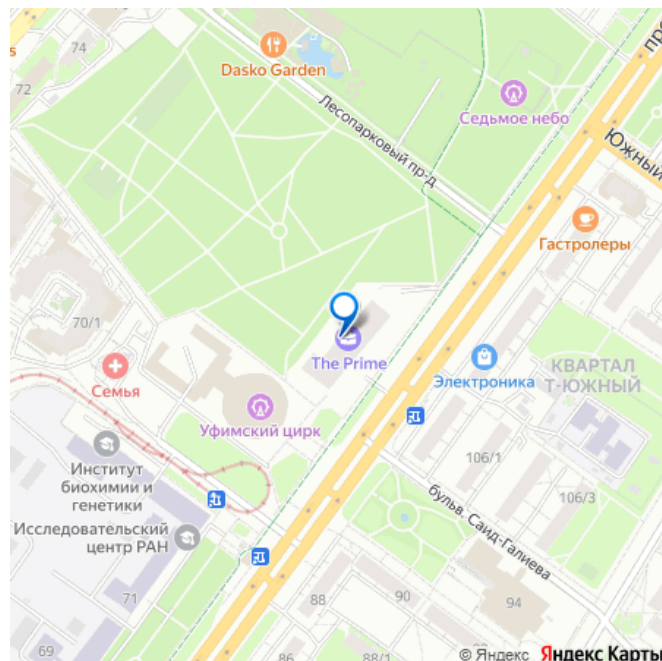 s
74
72
Dasko Garden
Седьмое небо
про
Лесопарковый пр-д
Южный
Гастролеры
70/1
Семья
The Prime
Электроника
КВАРТАЛ
Т-ЮЖНЫЙ
Уфимский цирк
Институт
биохимии и
генетики
106/1
106/3
Исследовательский
центр РАН
бульв. Саид-Галиева
71
88
90
94
69
86
88/1
© Яндекс Яндекс Карты